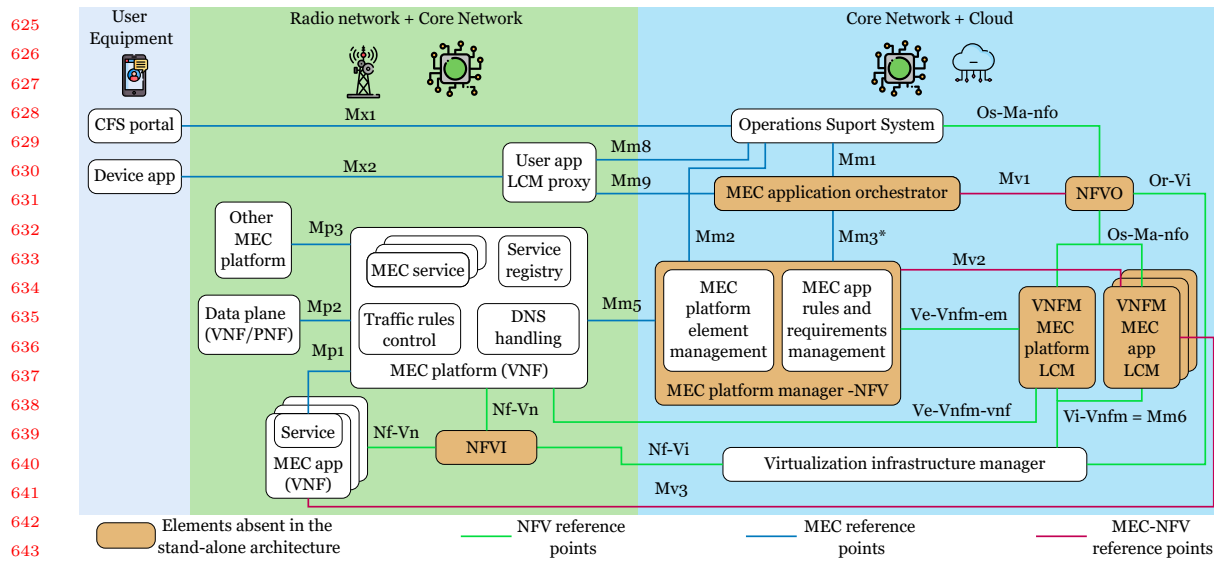 625
626
627
628
629
630
631
632
633
634
635
636
637
638
639
640
641
642
643
User
Equipment
Radio network + Core Network
Core Network + Cloud
CFS portal
Mx1
Operations Suport System
Os-Ma-nfo
Device app
Mx2
User app
LCM proxy
Mm8
Mm9
Mm1
MEC application orchestrator
Mv1
NFVO
Or-Vi
Other
MEC
platform
Mp3
MEC service
Service
registry
Mm2
Mm3*
Os-Ma-nfo
Mv2
Data plane
(VNF/PNF)
Mp2
Mp1
Traffic rules
control
DNS
handling
MEC platform (VNF)
Mm5
MEC
platform
element
management
MEC app
rules and
requirements
management
MEC platform manager -NFV
Ve-Vnfm-em
VNFM
MEC
platform
LCM
VNFM
MEC
app
LCM
Nf-Vn
Ve-Vnfm-vnf
Vi-Vnfm = Mm6
Service
MEC app
(VNF)
Nf-Vn
NFVI
Nf-Vi
Virtualization infrastructure manager
Mv3
Elements absent in the
stand-alone architecture
NFV reference
points
MEC reference
points
MEC-NFV
reference points